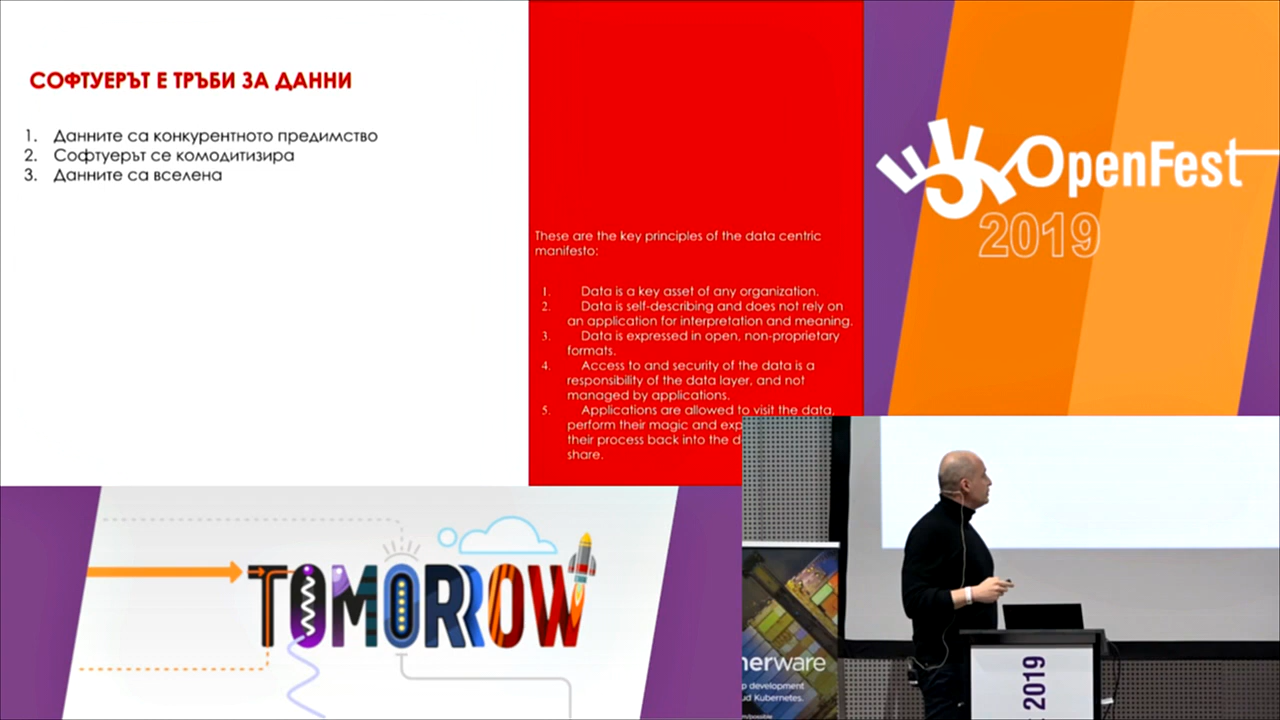 СОФТУЕРЪТ Е ТРЪБИ ЗА ДАННИ
1. Данните са конкурентното предимство
2. Софтуерът се комодитизира
3. Данните са вселена
These are the key principles of the data centric
manifesto:
1. Data is a key asset of any organization.
2. Data is self-describing and does not rely on
an application for interpretation and meaning.
3. Data is expressed in open, non-proprietary
formats.
4. Access to and security of the data is a
responsibility of the data layer, and not
managed by applications.
5. Applications are allowed to visit the data,
perform their magic and exp
their process back into the d
share.
OpenFest
2019
TOMORROW
nerware
p development
ud Kubernetes.
2019